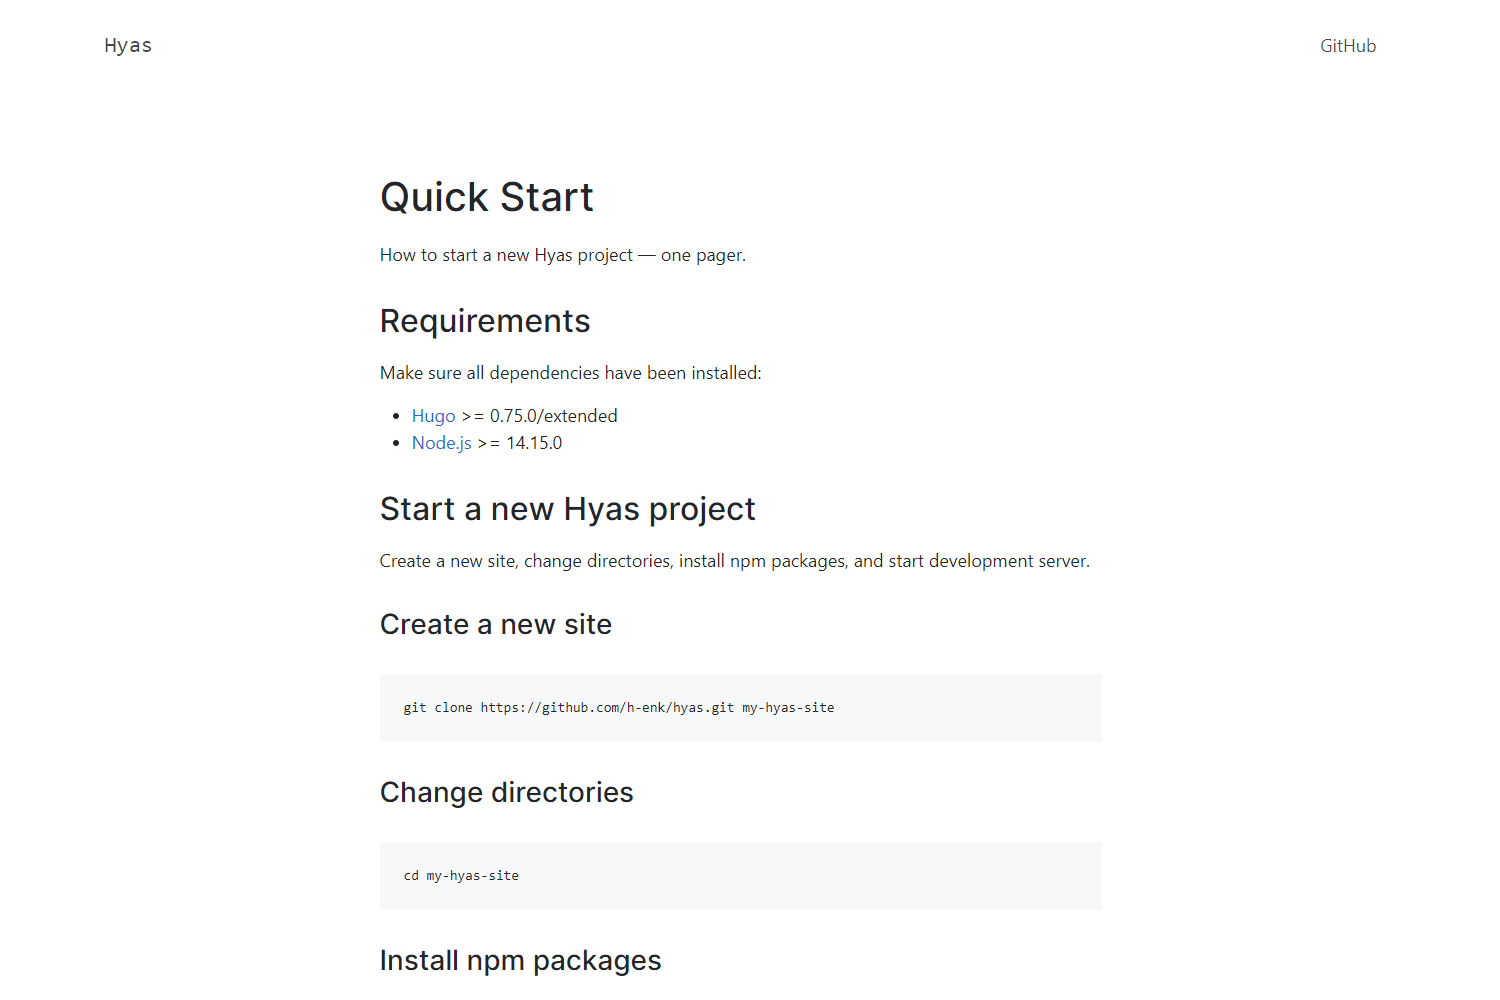 Hyas
GitHub
Quick Start
How to start a new Hyas project — one pager.
Requirements
Make sure all dependencies have been installed:
• Hugo >= 0.75.0/extended
• Node.js >= 14.15.0
Start a new Hyas project
Create a new site, change directories, install npm packages, and start development server.
Create a new site
git clone https://github.com/h-enk/hyas.git my-hyas-site
Change directories
cd my-hyas-site
Install npm packages